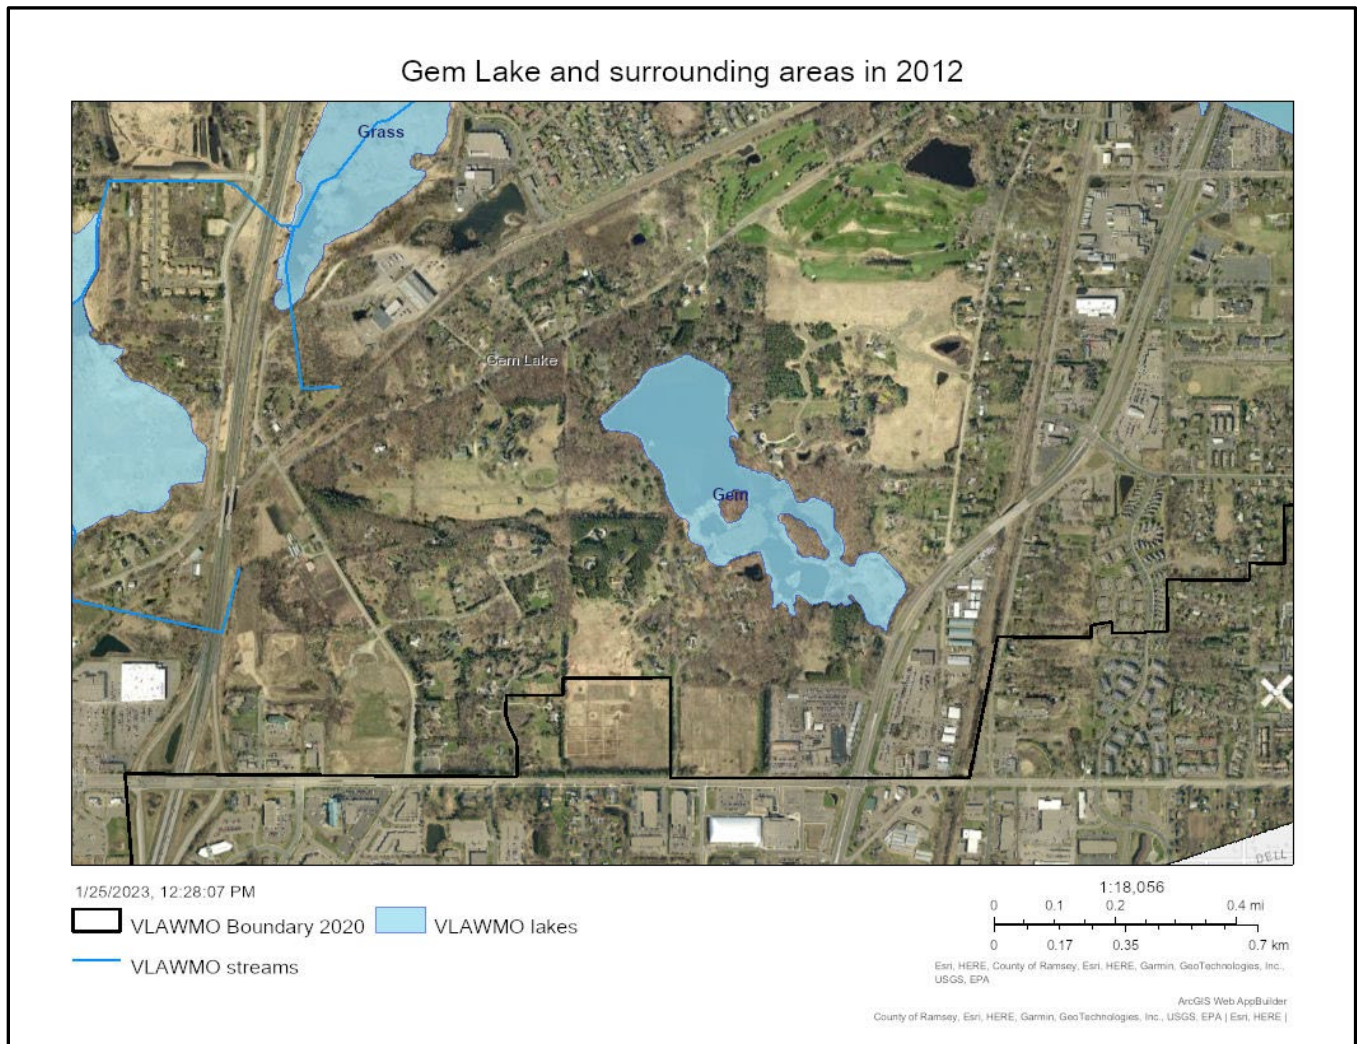 Gem Lake and surrounding areas in 2012
Grass
Gem Lake
Gem
DELL
1/25/2023, 12:28:07 PM
VLAWMO Boundary 2020
VLAWMO lakes
VLAWMO streams
1:18,056
0 0.1 0.2 0.4 mi
0 0.17 0.35 0.7 km
Esri, HERE, County of Ramsey, Esri, HERE, Garmin, GeoTechnologies, Inc.,
USGS, EPA
ArcGIS Web AppBuilder
County of Ramsey, Esri, HERE, Garmin, GeoTechnologies, Inc., USGS, EPA | Esri, HERE |